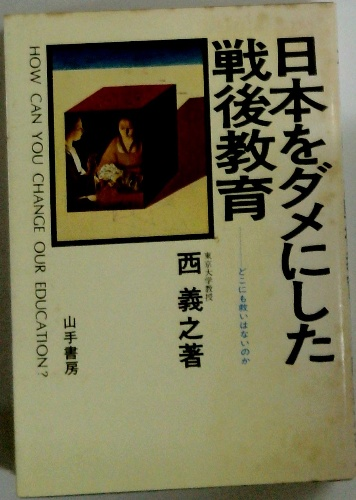 日本をダメにした
戦後教育
──どこにも救いはないのか
東京大学教授
西 義之著
山手書房
HOW CAN YOU CHANGE OUR EDUCATION?